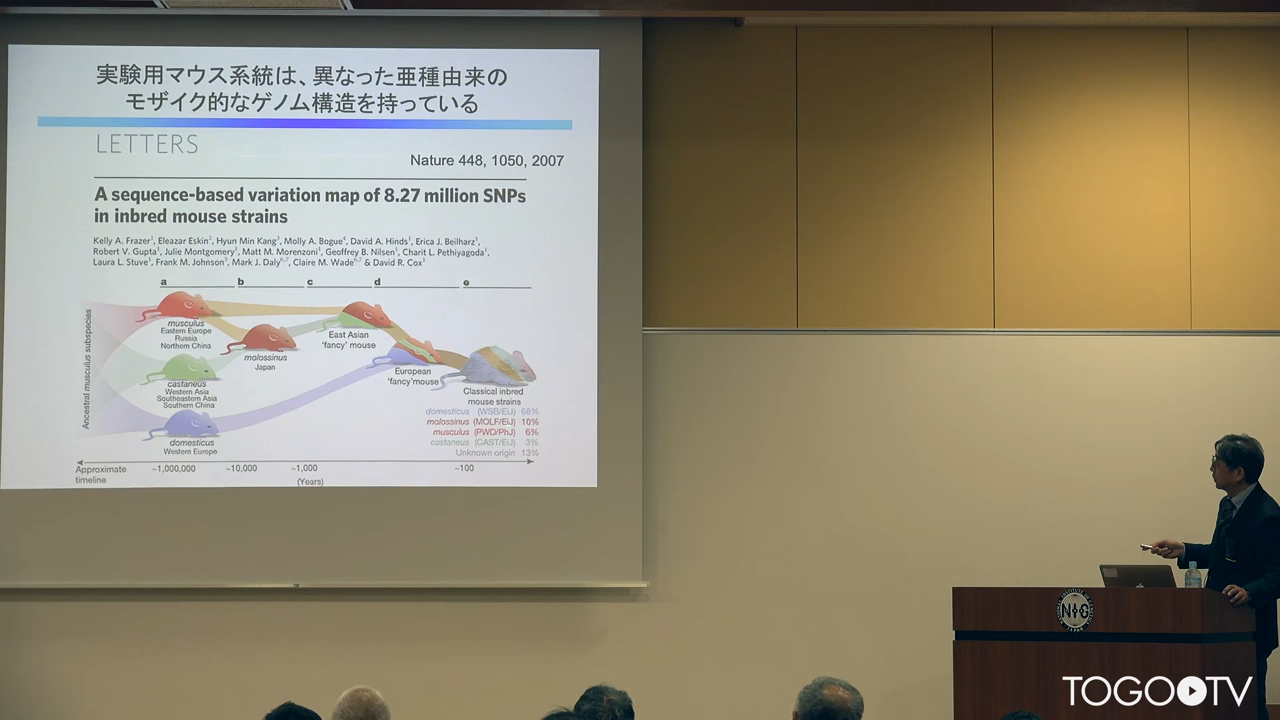 実験用マウス系統は、異なった亜種由来の
モザイク的なゲノム構造を持っている
LETTERS
Nature 448, 1050, 2007
A sequence-based variation map of 8.27 million SNPs
in inbred mouse strains
Kelly A. Frazer¹, Eleazar Eskin², Hyun Min Kang³, Molly A. Bogue⁴, David A. Hinds¹, Erica J. Beilharz¹,
Robert V. Gupta¹, Julie Montgomery¹, Matt M. Morenzoni¹, Geoffrey B. Nilsen¹, Charit L. Pethiyagoda¹,
Laura L. Stuve¹, Frank M. Johnson⁵, Mark J. Daly⁶,⁷, Claire M. Wade⁶,⁷ & David R. Cox¹
a b c d e
Ancestral musculus subspecies
musculus
Eastern Europe
Russia
Northern China
molossinus
Japan
East Asian
'fancy' mouse
castaneus
Western Asia
Southeastern Asia
Southern China
European
'fancy'mouse
Classical inbred
mouse strains
domesticus
Western Europe
domesticus (WSB/EiJ) 68%
molossinus (MOLF/EiJ) 10%
musculus (PWD/PhJ) 6%
castaneus (CAST/EiJ) 3%
Unknown origin 13%
Approximate
timeline
~1,000,000 ~10,000 ~1,000 ~100
(Years)
NIG
JAPAN
TOGO TV